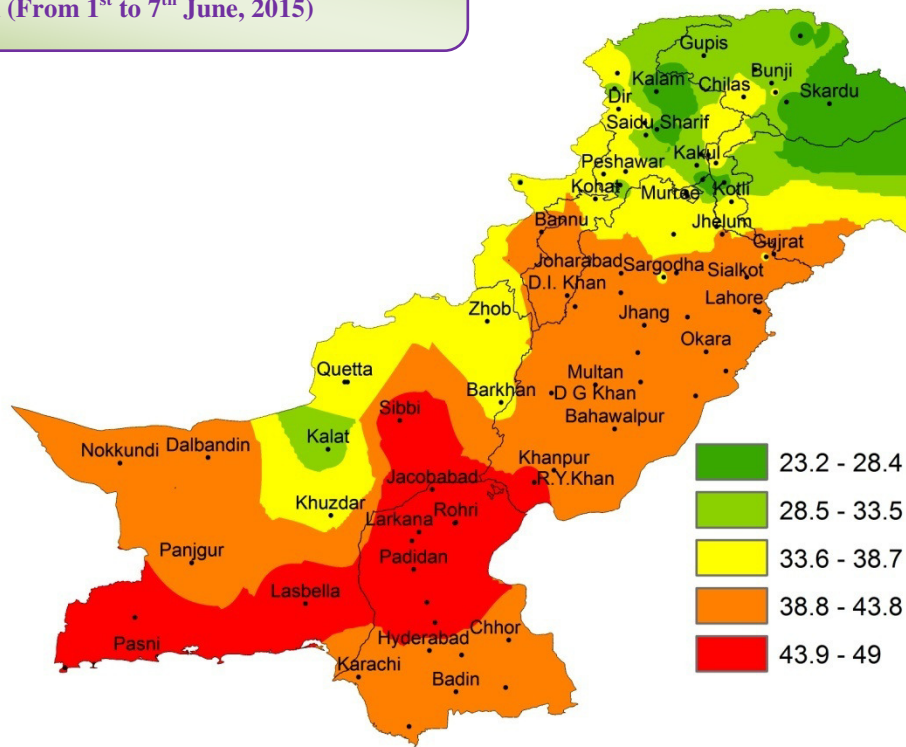 (From 1st to 7th June, 2015)
Gupis
Bunji
Kalam
Chilas
Skardu
Dir
Saidu Sharif
Kakul
Peshawar
Kohat
Kotli
Bannu
Jhelum
Gujrat
Joharabad
Sargodha
Sialkot
D.I. Khan
Lahore
Zhob
Jhang
Okara
Quetta
Multan
Barkhan
D G Khan
Sibbi
Bahawalpur
Kalat
Nokkundi
Dalbandin
Khanpur
Jacobabad
R.Y.Khan
Khuzdar
Rohri
Larkana
Panjgur
Padidan
Lasbella
Pasni
Hyderabad
Chhor
Karachi
Badin
23.2 - 28.4
28.5 - 33.5
33.6 - 38.7
38.8 - 43.8
43.9 - 49